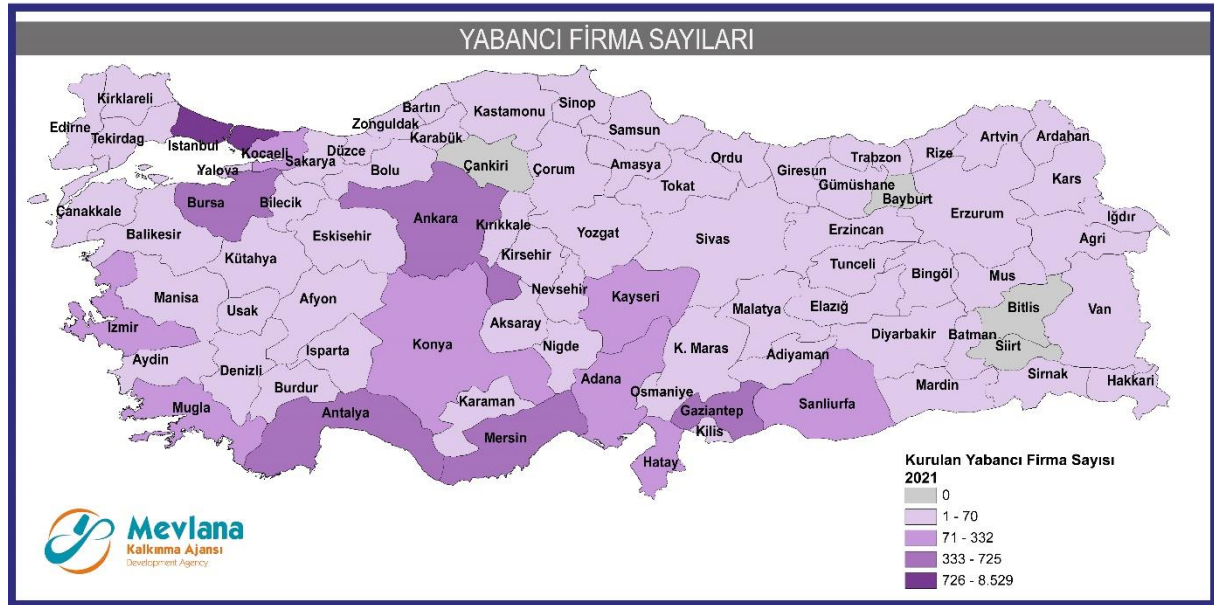 YABANCI FİRMA SAYILARI
Kirklareli
Edirne
Tekirdag
Istanbul
Kocaeli
Yalova
Sakarya
Düzce
Zonguldak
Bartın
Karabük
Kastamonu
Sinop
Samsun
Bolu
Çankiri
Çorum
Amasya
Ordu
Tokat
Giresun
Trabzon
Gümüshane
Rize
Bayburt
Artvin
Ardahan
Kars
Iğdır
Agri
Erzurum
Erzincan
Çanakkale
Balikesir
Bursa
Bilecik
Eskisehir
Kütahya
Ankara
Kırıkkale
Kirsehir
Yozgat
Sivas
Tunceli
Bingöl
Mus
Bitlis
Van
Manisa
Usak
Afyon
Izmir
Aydin
Denizli
Isparta
Burdur
Konya
Aksaray
Nevsehir
Nigde
Kayseri
Malatya
Elazığ
Diyarbakir
Batman
Siirt
Sirnak
Hakkari
Mardin
Adiyaman
K. Maras
Adana
Osmaniye
Gaziantep
Kilis
Sanliurfa
Hatay
Karaman
Mersin
Antalya
Mugla
Kurulan Yabancı Firma Sayısı
2021
0
1 - 70
71 - 332
333 - 725
726 - 8.529
Mevlana
Kalkınma Ajansı
Development Agency